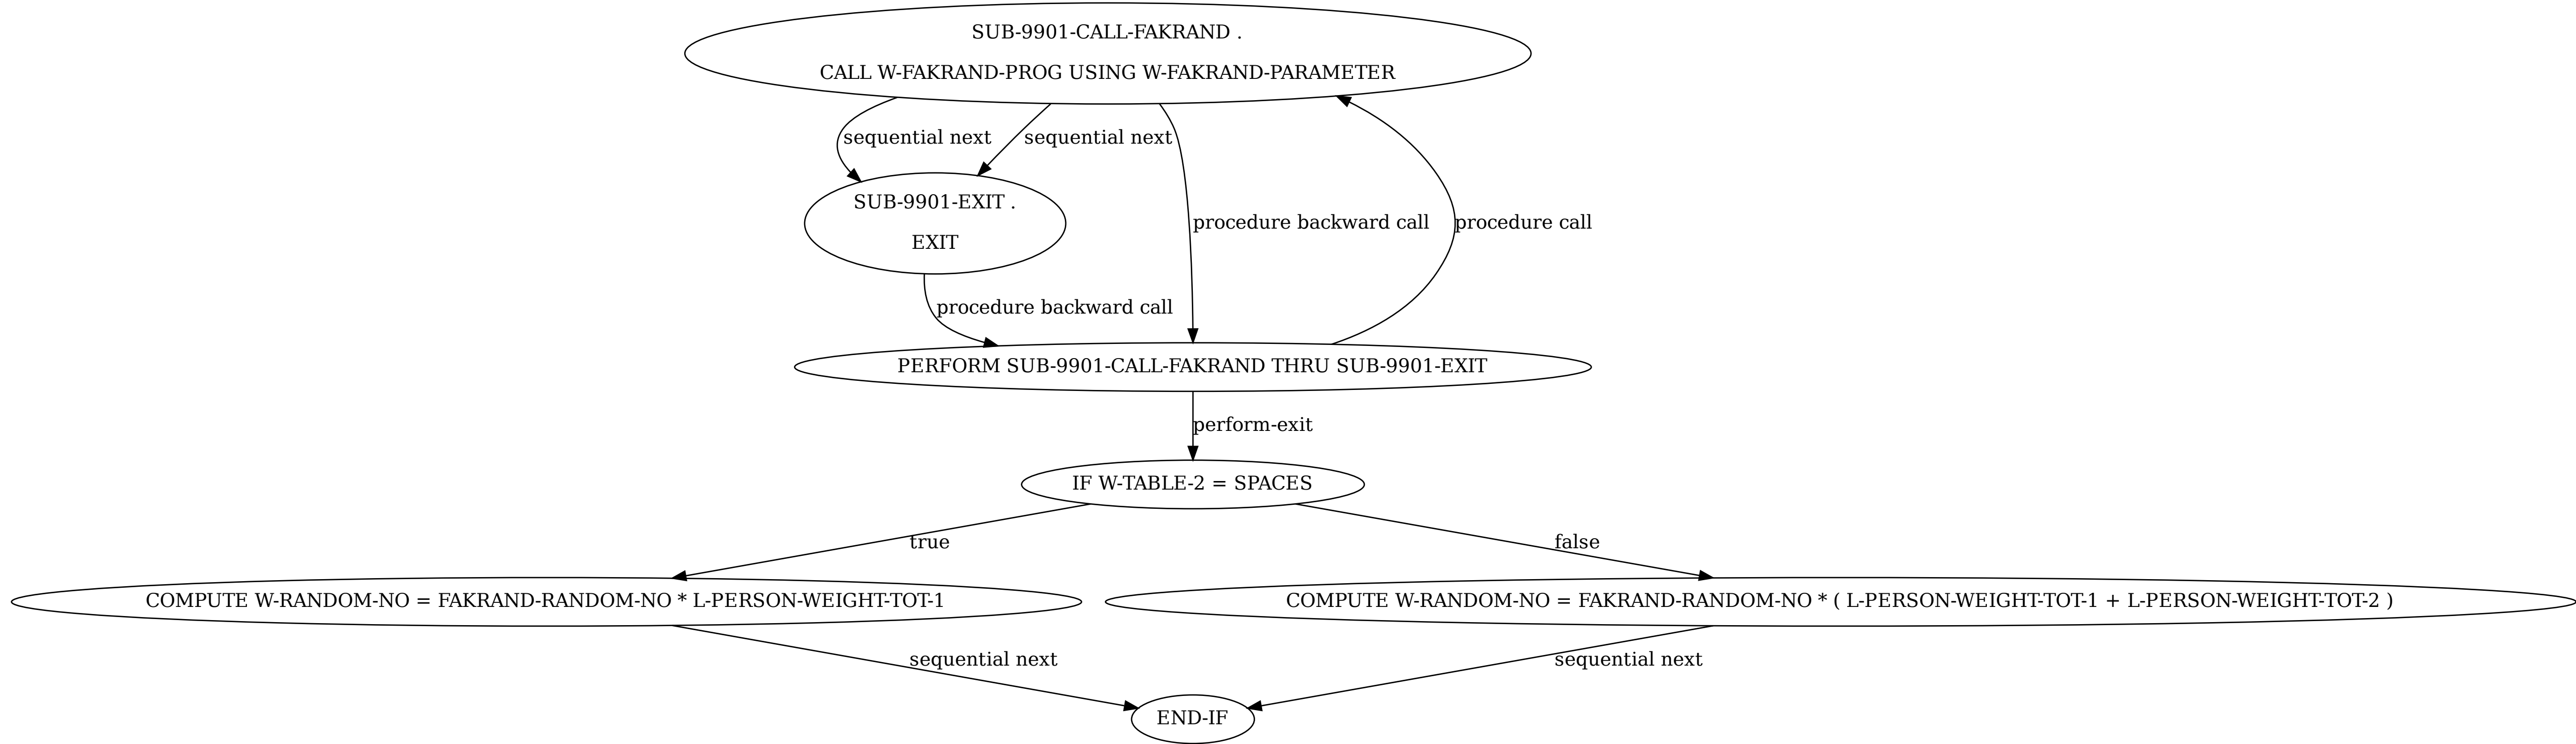 SUB-9901-CALL-FAKRAND .
CALL W-FAKRAND-PROG USING W-FAKRAND-PARAMETER
sequential next
sequential next
SUB-9901-EXIT .
EXIT
procedure backward call
procedure call
procedure backward call
PERFORM SUB-9901-CALL-FAKRAND THRU SUB-9901-EXIT
perform-exit
IF W-TABLE-2 = SPACES
true
false
COMPUTE W-RANDOM-NO = FAKRAND-RANDOM-NO * L-PERSON-WEIGHT-TOT-1
COMPUTE W-RANDOM-NO = FAKRAND-RANDOM-NO * ( L-PERSON-WEIGHT-TOT-1 + L-PERSON-WEIGHT-TOT-2 )
sequential next
sequential next
END-IF